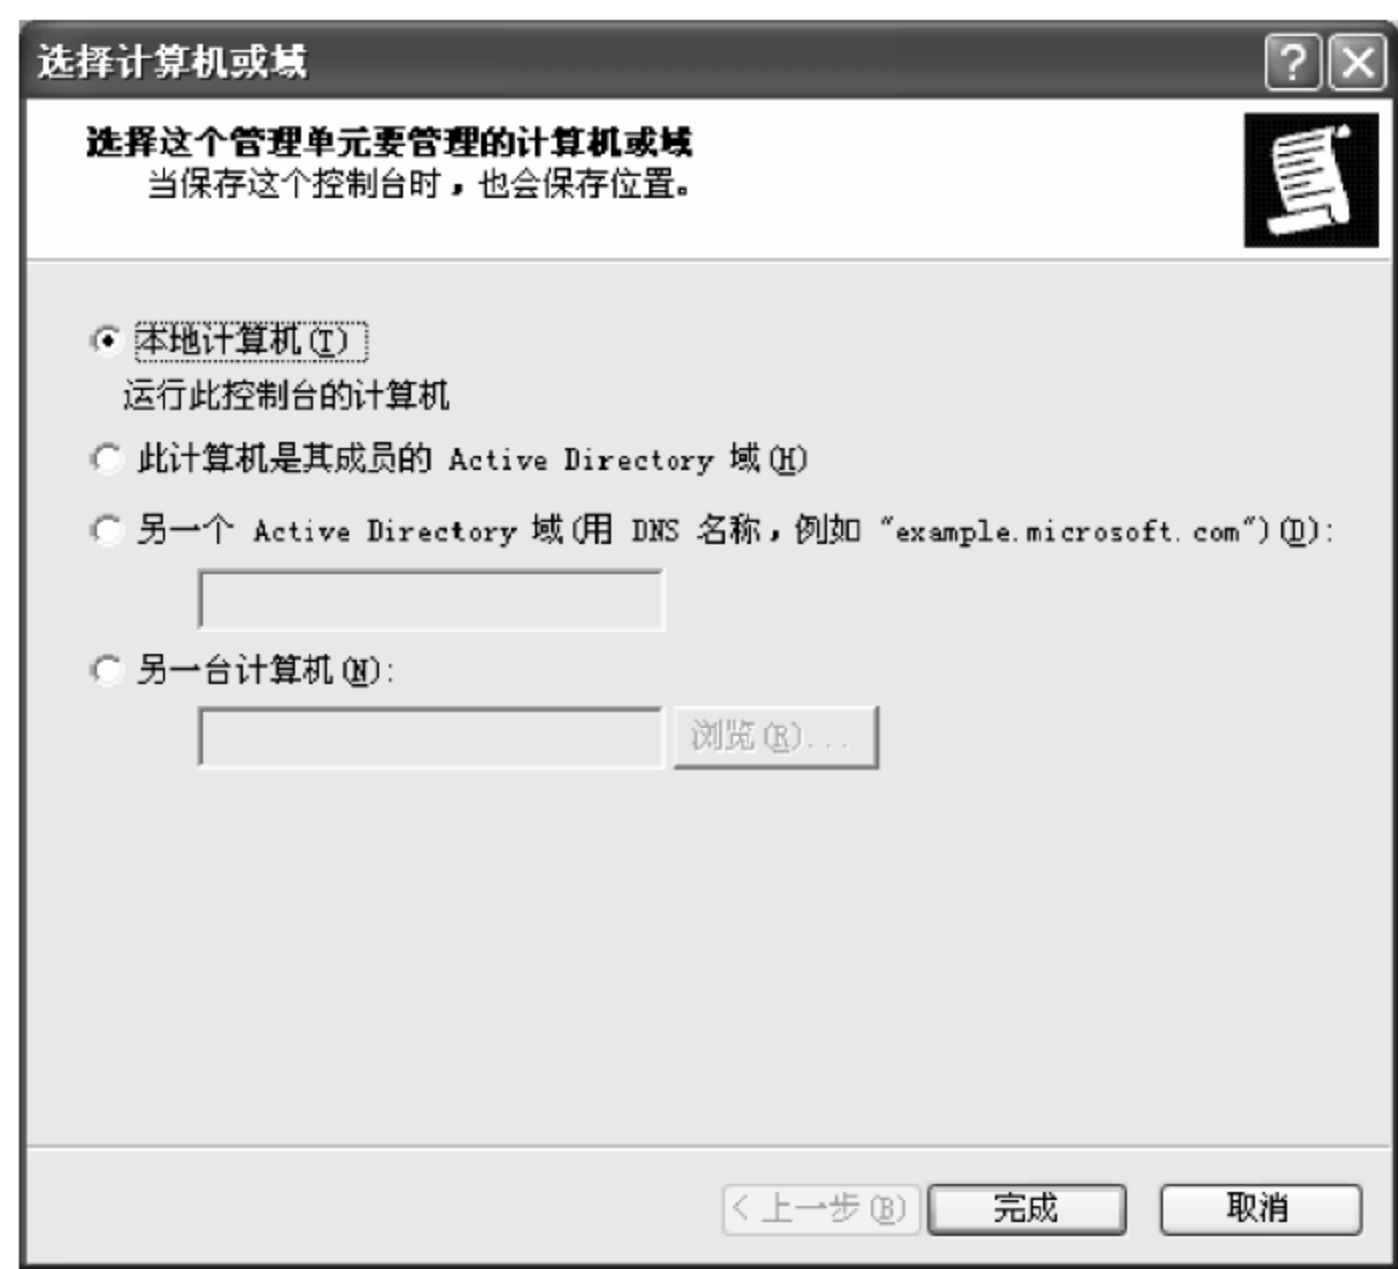 选择计算机或域
选择这个管理单元要管理的计算机或域
当保存这个控制台时，也会保存位置。
本地计算机(T)
运行此控制台的计算机
此计算机是其成员的 Active Directory 域(H)
另一个 Active Directory 域(用 DNS 名称，例如 "example.microsoft.com")(D):
另一台计算机(N):
浏览(R)...
< 上一步(B)
完成
取消